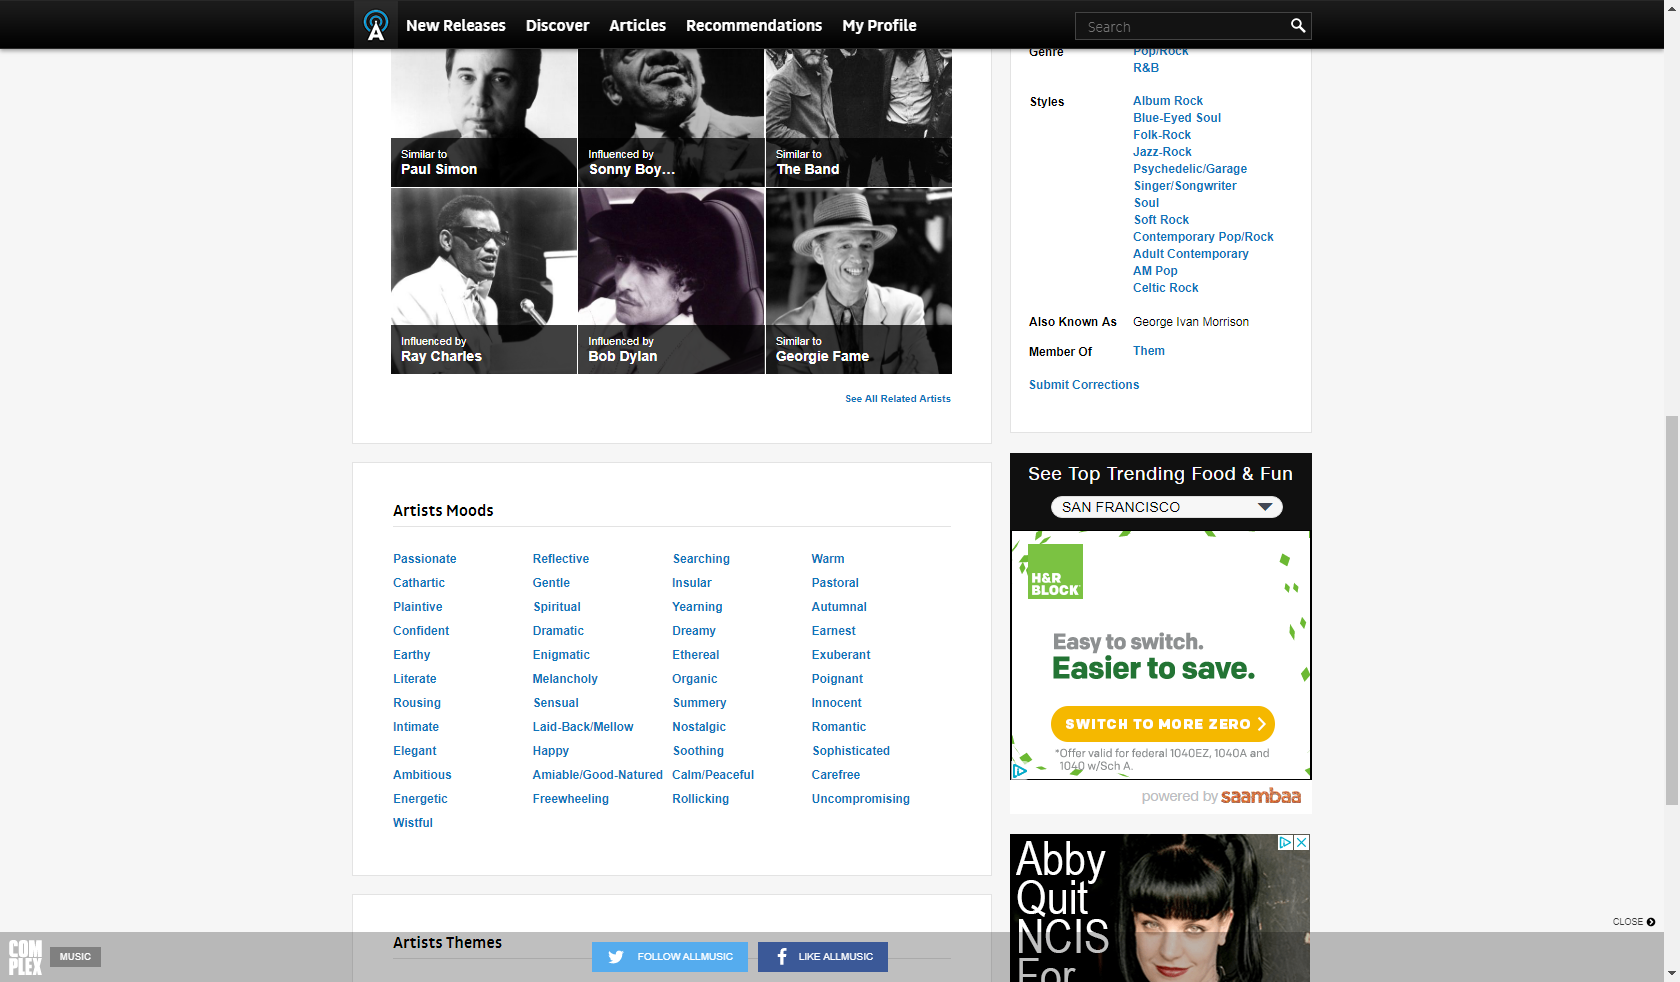 New Releases
Discover
Articles
Recommendations
My Profile
Search
Similar to
Paul Simon
Influenced by
Sonny Boy...
Similar to
The Band
Influenced by
Ray Charles
Influenced by
Bob Dylan
Similar to
Georgie Fame
See All Related Artists
Genre
Pop/Rock
R&B
Styles
Album Rock
Blue-Eyed Soul
Folk-Rock
Jazz-Rock
Psychedelic/Garage
Singer/Songwriter
Soul
Soft Rock
Contemporary Pop/Rock
Adult Contemporary
AM Pop
Celtic Rock
Also Known As
George Ivan Morrison
Member Of
Them
Submit Corrections
Artists Moods
Passionate
Reflective
Searching
Warm
Cathartic
Gentle
Insular
Pastoral
Plaintive
Spiritual
Yearning
Autumnal
Confident
Dramatic
Dreamy
Earnest
Earthy
Enigmatic
Ethereal
Exuberant
Literate
Melancholy
Organic
Poignant
Rousing
Sensual
Summery
Innocent
Intimate
Laid-Back/Mellow
Nostalgic
Romantic
Elegant
Happy
Soothing
Sophisticated
Ambitious
Amiable/Good-Natured
Calm/Peaceful
Carefree
Energetic
Freewheeling
Rollicking
Uncompromising
Wistful
See Top Trending Food & Fun
SAN FRANCISCO
H&R
BLOCK
Easy to switch.
Easier to save.
SWITCH TO MORE ZERO
*Offer valid for federal 1040EZ, 1040A and
1040 w/Sch A.
powered by saambaa
Abby
Quit
NCIS
For
CLOSE
Artists Themes
COM
PLEX
MUSIC
FOLLOW ALLMUSIC
LIKE ALLMUSIC